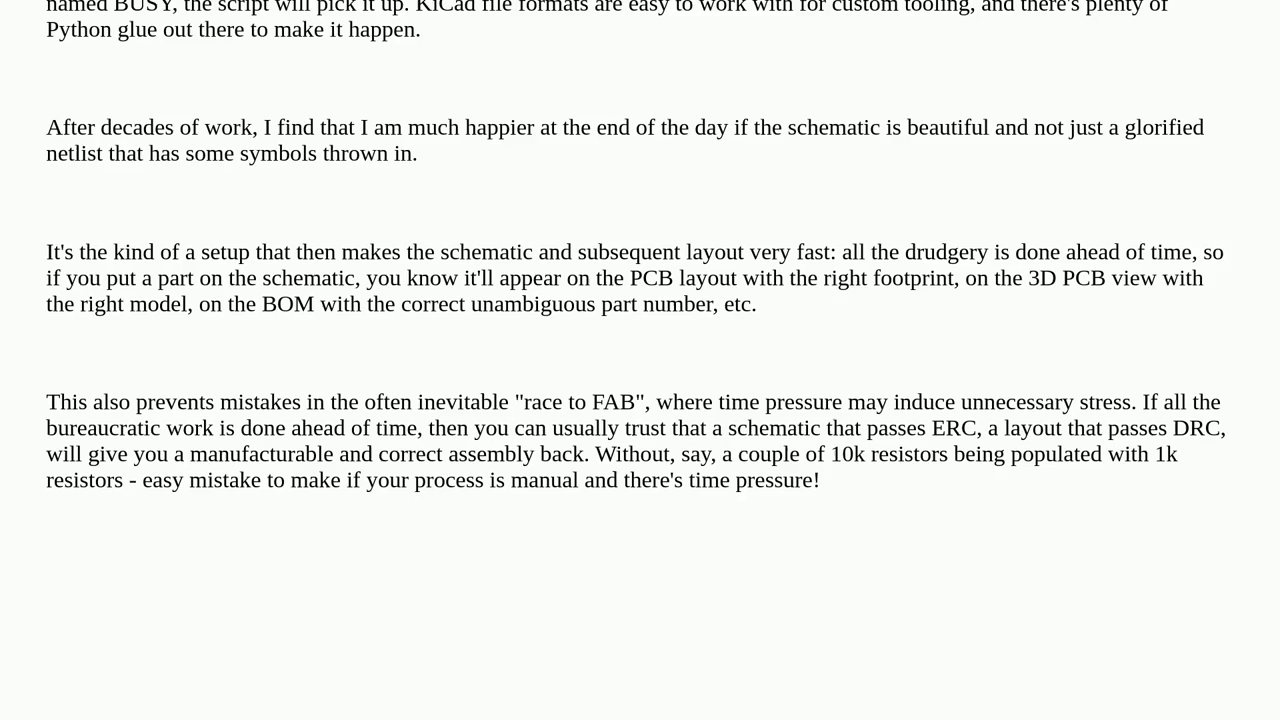 named BUSY, the script will pick it up. KiCad file formats are easy to work with for custom tooling, and there's plenty of
Python glue out there to make it happen.
After decades of work, I find that I am much happier at the end of the day if the schematic is beautiful and not just a glorified
netlist that has some symbols thrown in.
It's the kind of a setup that then makes the schematic and subsequent layout very fast: all the drudgery is done ahead of time, so
if you put a part on the schematic, you know it'll appear on the PCB layout with the right footprint, on the 3D PCB view with
the right model, on the BOM with the correct unambiguous part number, etc.
This also prevents mistakes in the often inevitable "race to FAB", where time pressure may induce unnecessary stress. If all the
bureaucratic work is done ahead of time, then you can usually trust that a schematic that passes ERC, a layout that passes DRC,
will give you a manufacturable and correct assembly back. Without, say, a couple of 10k resistors being populated with 1k
resistors - easy mistake to make if your process is manual and there's time pressure!